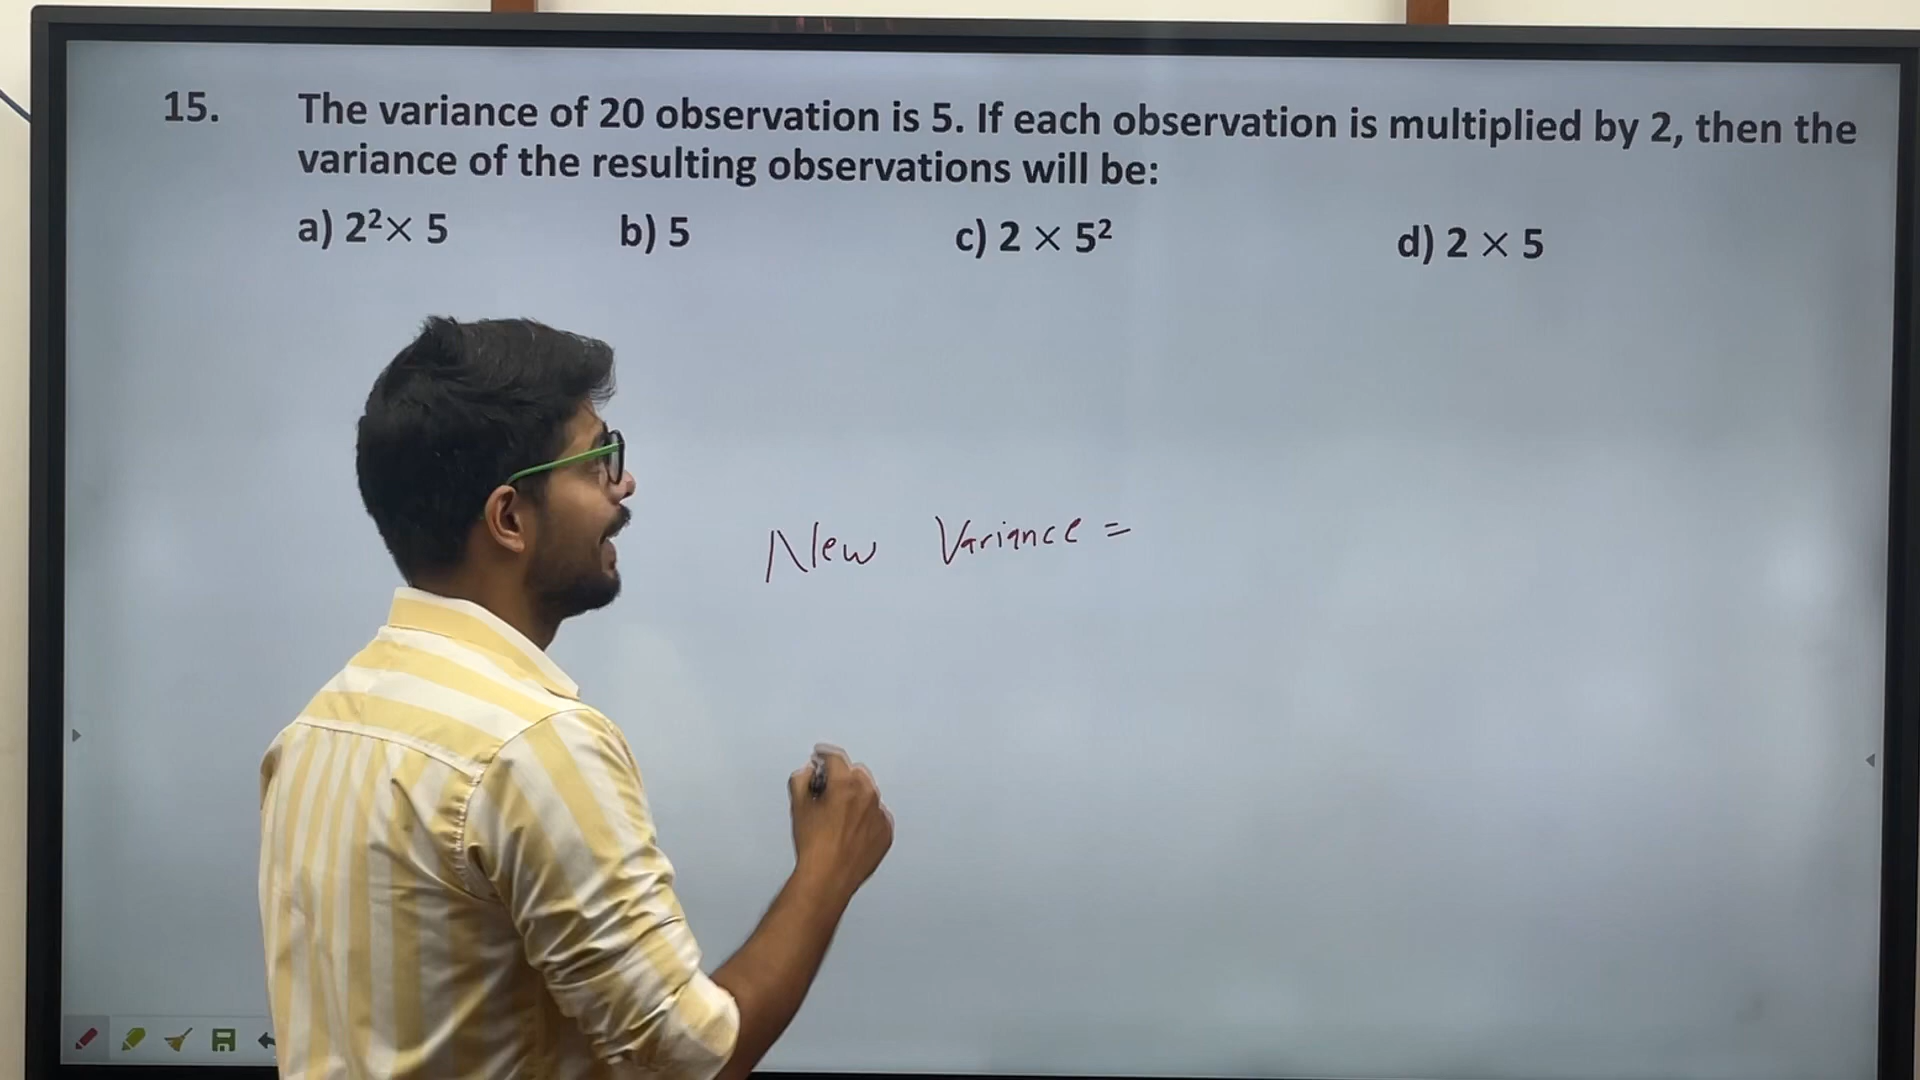 15. The variance of 20 observation is 5. If each observation is multiplied by 2, then the
variance of the resulting observations will be:
a) 2²× 5 b) 5 c) 2 × 5² d) 2 × 5
New Variance =